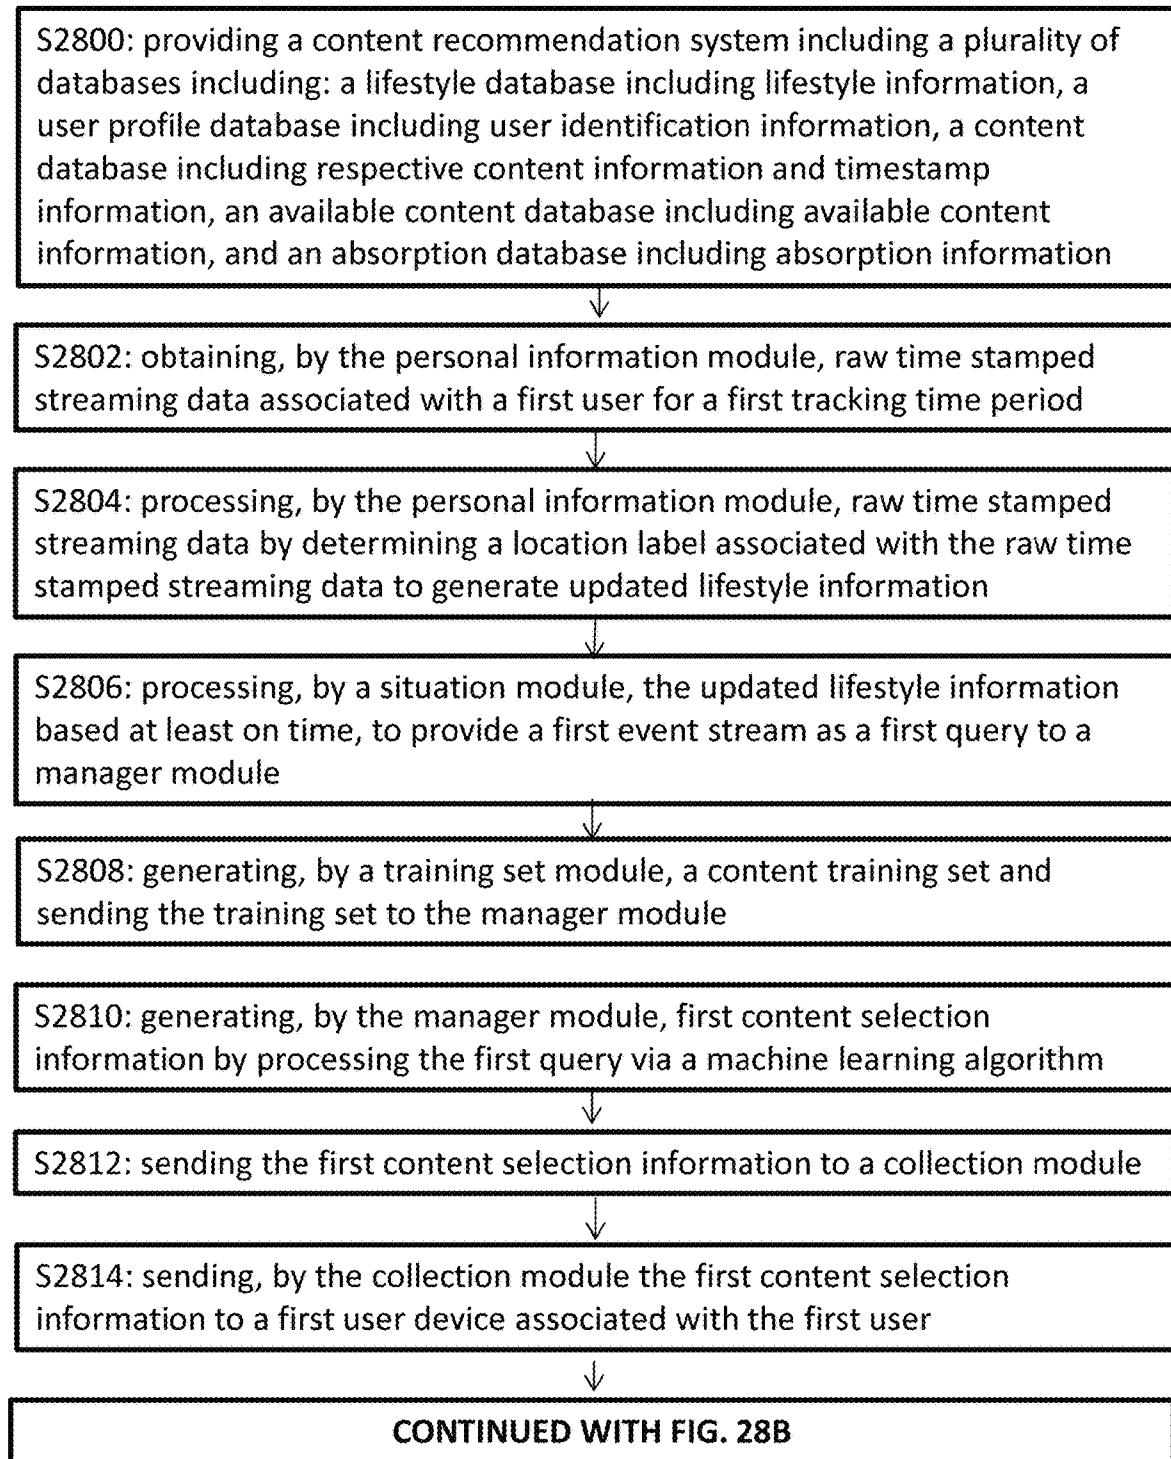 S2800: providing a content recommendation system including a plurality of
databases including: a lifestyle database including lifestyle information, a
user profile database including user identification information, a content
database including respective content information and timestamp
information, an available content database including available content
information, and an absorption database including absorption information
S2802: obtaining, by the personal information module, raw time stamped
streaming data associated with a first user for a first tracking time period
S2804: processing, by the personal information module, raw time stamped
streaming data by determining a location label associated with the raw time
stamped streaming data to generate updated lifestyle information
S2806: processing, by a situation module, the updated lifestyle information
based at least on time, to provide a first event stream as a first query to a
manager module
S2808: generating, by a training set module, a content training set and
sending the training set to the manager module
S2810: generating, by the manager module, first content selection
information by processing the first query via a machine learning algorithm
S2812: sending the first content selection information to a collection module
S2814: sending, by the collection module the first content selection
information to a first user device associated with the first user
CONTINUED WITH FIG. 28B